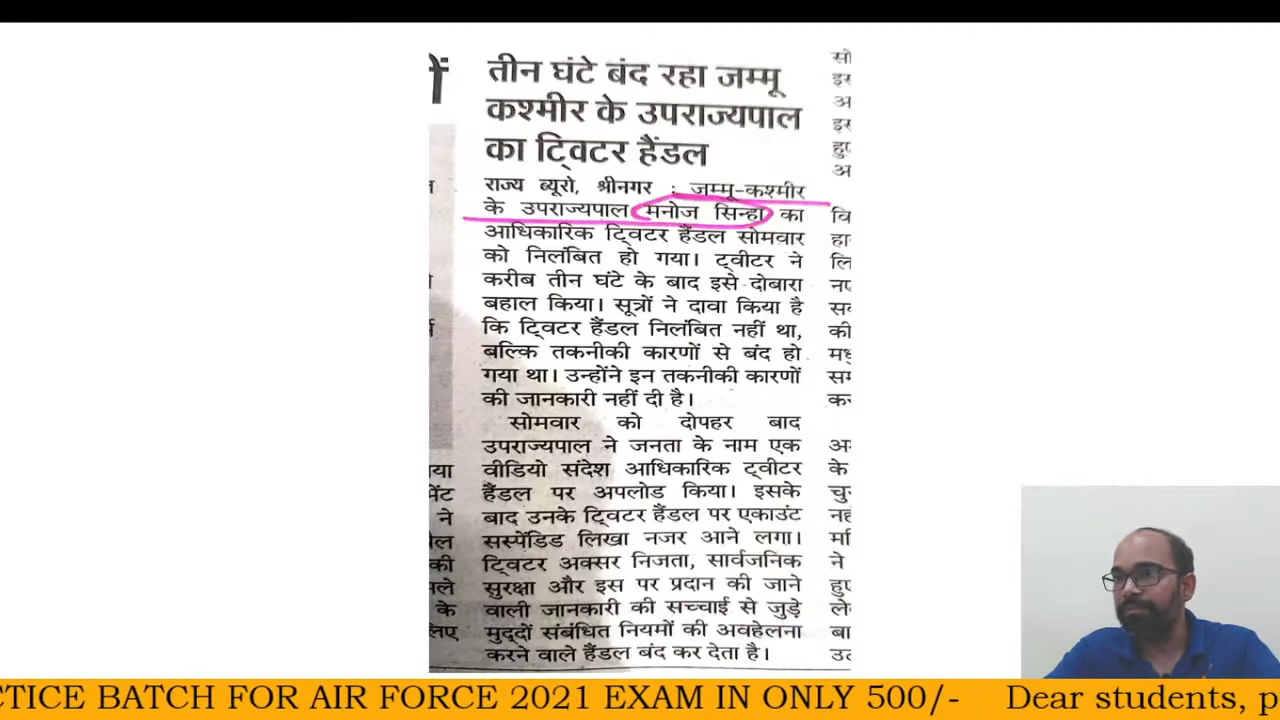 तीन घंटे बंद रहा जम्मू
कश्मीर के उपराज्यपाल
का ट्विटर हैंडल
राज्य ब्यूरो, श्रीनगर : जम्मू-कश्मीर
के उपराज्यपाल मनोज सिन्हा का
आधिकारिक ट्विटर हैंडल सोमवार
को निलंबित हो गया। ट्वीटर ने
करीब तीन घंटे के बाद इसे दोबारा
बहाल किया। सूत्रों ने दावा किया है
कि ट्विटर हैंडल निलंबित नहीं था,
बल्कि तकनीकी कारणों से बंद हो
गया था। उन्होंने इन तकनीकी कारणों
की जानकारी नहीं दी है।
सोमवार को दोपहर बाद
उपराज्यपाल ने जनता के नाम एक
वीडियो संदेश आधिकारिक ट्वीटर
हैंडल पर अपलोड किया। इसके
बाद उनके ट्विटर हैंडल पर एकाउंट
सस्पेंडिड लिखा नजर आने लगा।
ट्विटर अक्सर निजता, सार्वजनिक
सुरक्षा और इस पर प्रदान की जाने
वाली जानकारी की सच्चाई से जुड़े
मुद्दों संबंधित नियमों की अवहेलना
करने वाले हैंडल बंद कर देता है।
CTICE BATCH FOR AIR FORCE 2021 EXAM IN ONLY 500/- Dear students, p